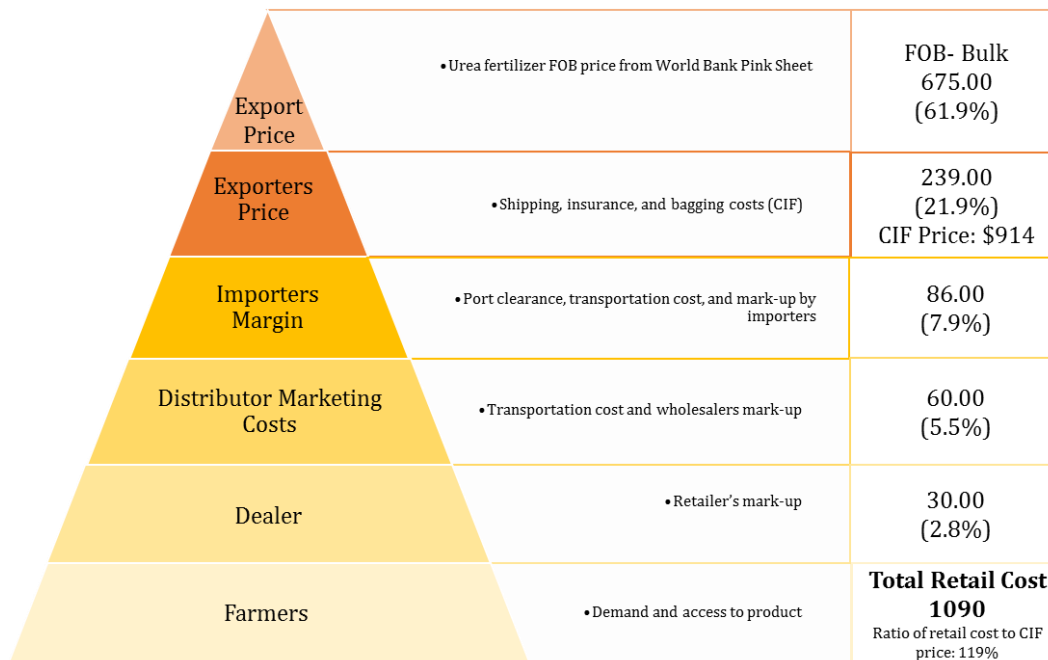 Export
Price
• Urea fertilizer FOB price from World Bank Pink Sheet
FOB- Bulk
675.00
(61.9%)
Exporters
Price
• Shipping, insurance, and bagging costs (CIF)
239.00
(21.9%)
CIF Price: $914
Importers
Margin
• Port clearance, transportation cost, and mark-up by
importers
86.00
(7.9%)
Distributor Marketing
Costs
• Transportation cost and wholesalers mark-up
60.00
(5.5%)
Dealer
• Retailer's mark-up
30.00
(2.8%)
Farmers
• Demand and access to product
Total Retail Cost
1090
Ratio of retail cost to CIF
price: 119%